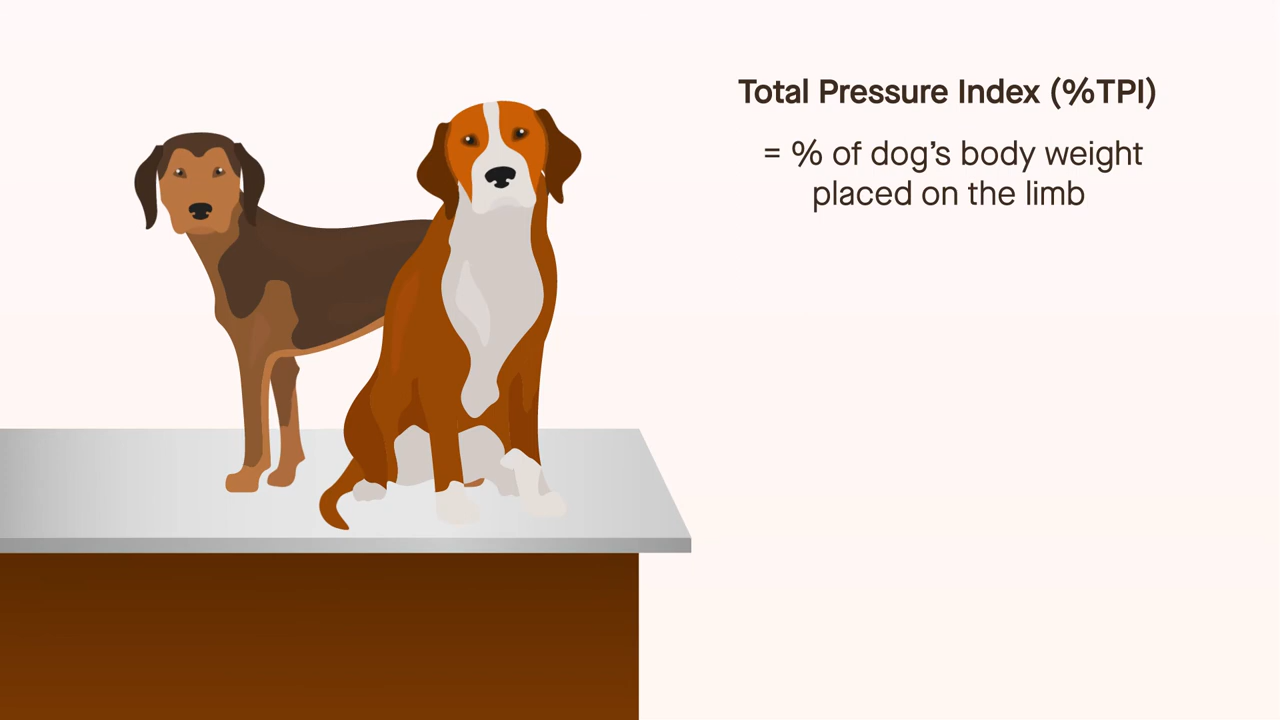 Total Pressure Index (%TPI)
= % of dog’s body weight
placed on the limb